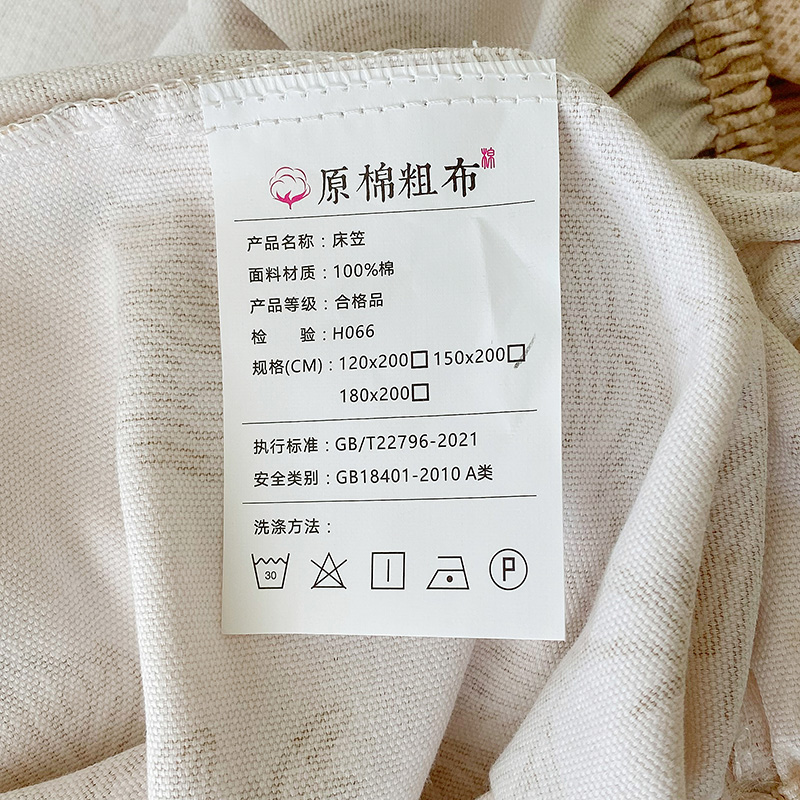 原棉粗布 棉
产品名称：床笠
面料材质：100%棉
产品等级：合格品
检 验：H066
规格(CM)：120x200□ 150x200□
180x200□
执行标准：GB/T22796-2021
安全类别：GB18401-2010 A类
洗涤方法：
30 P